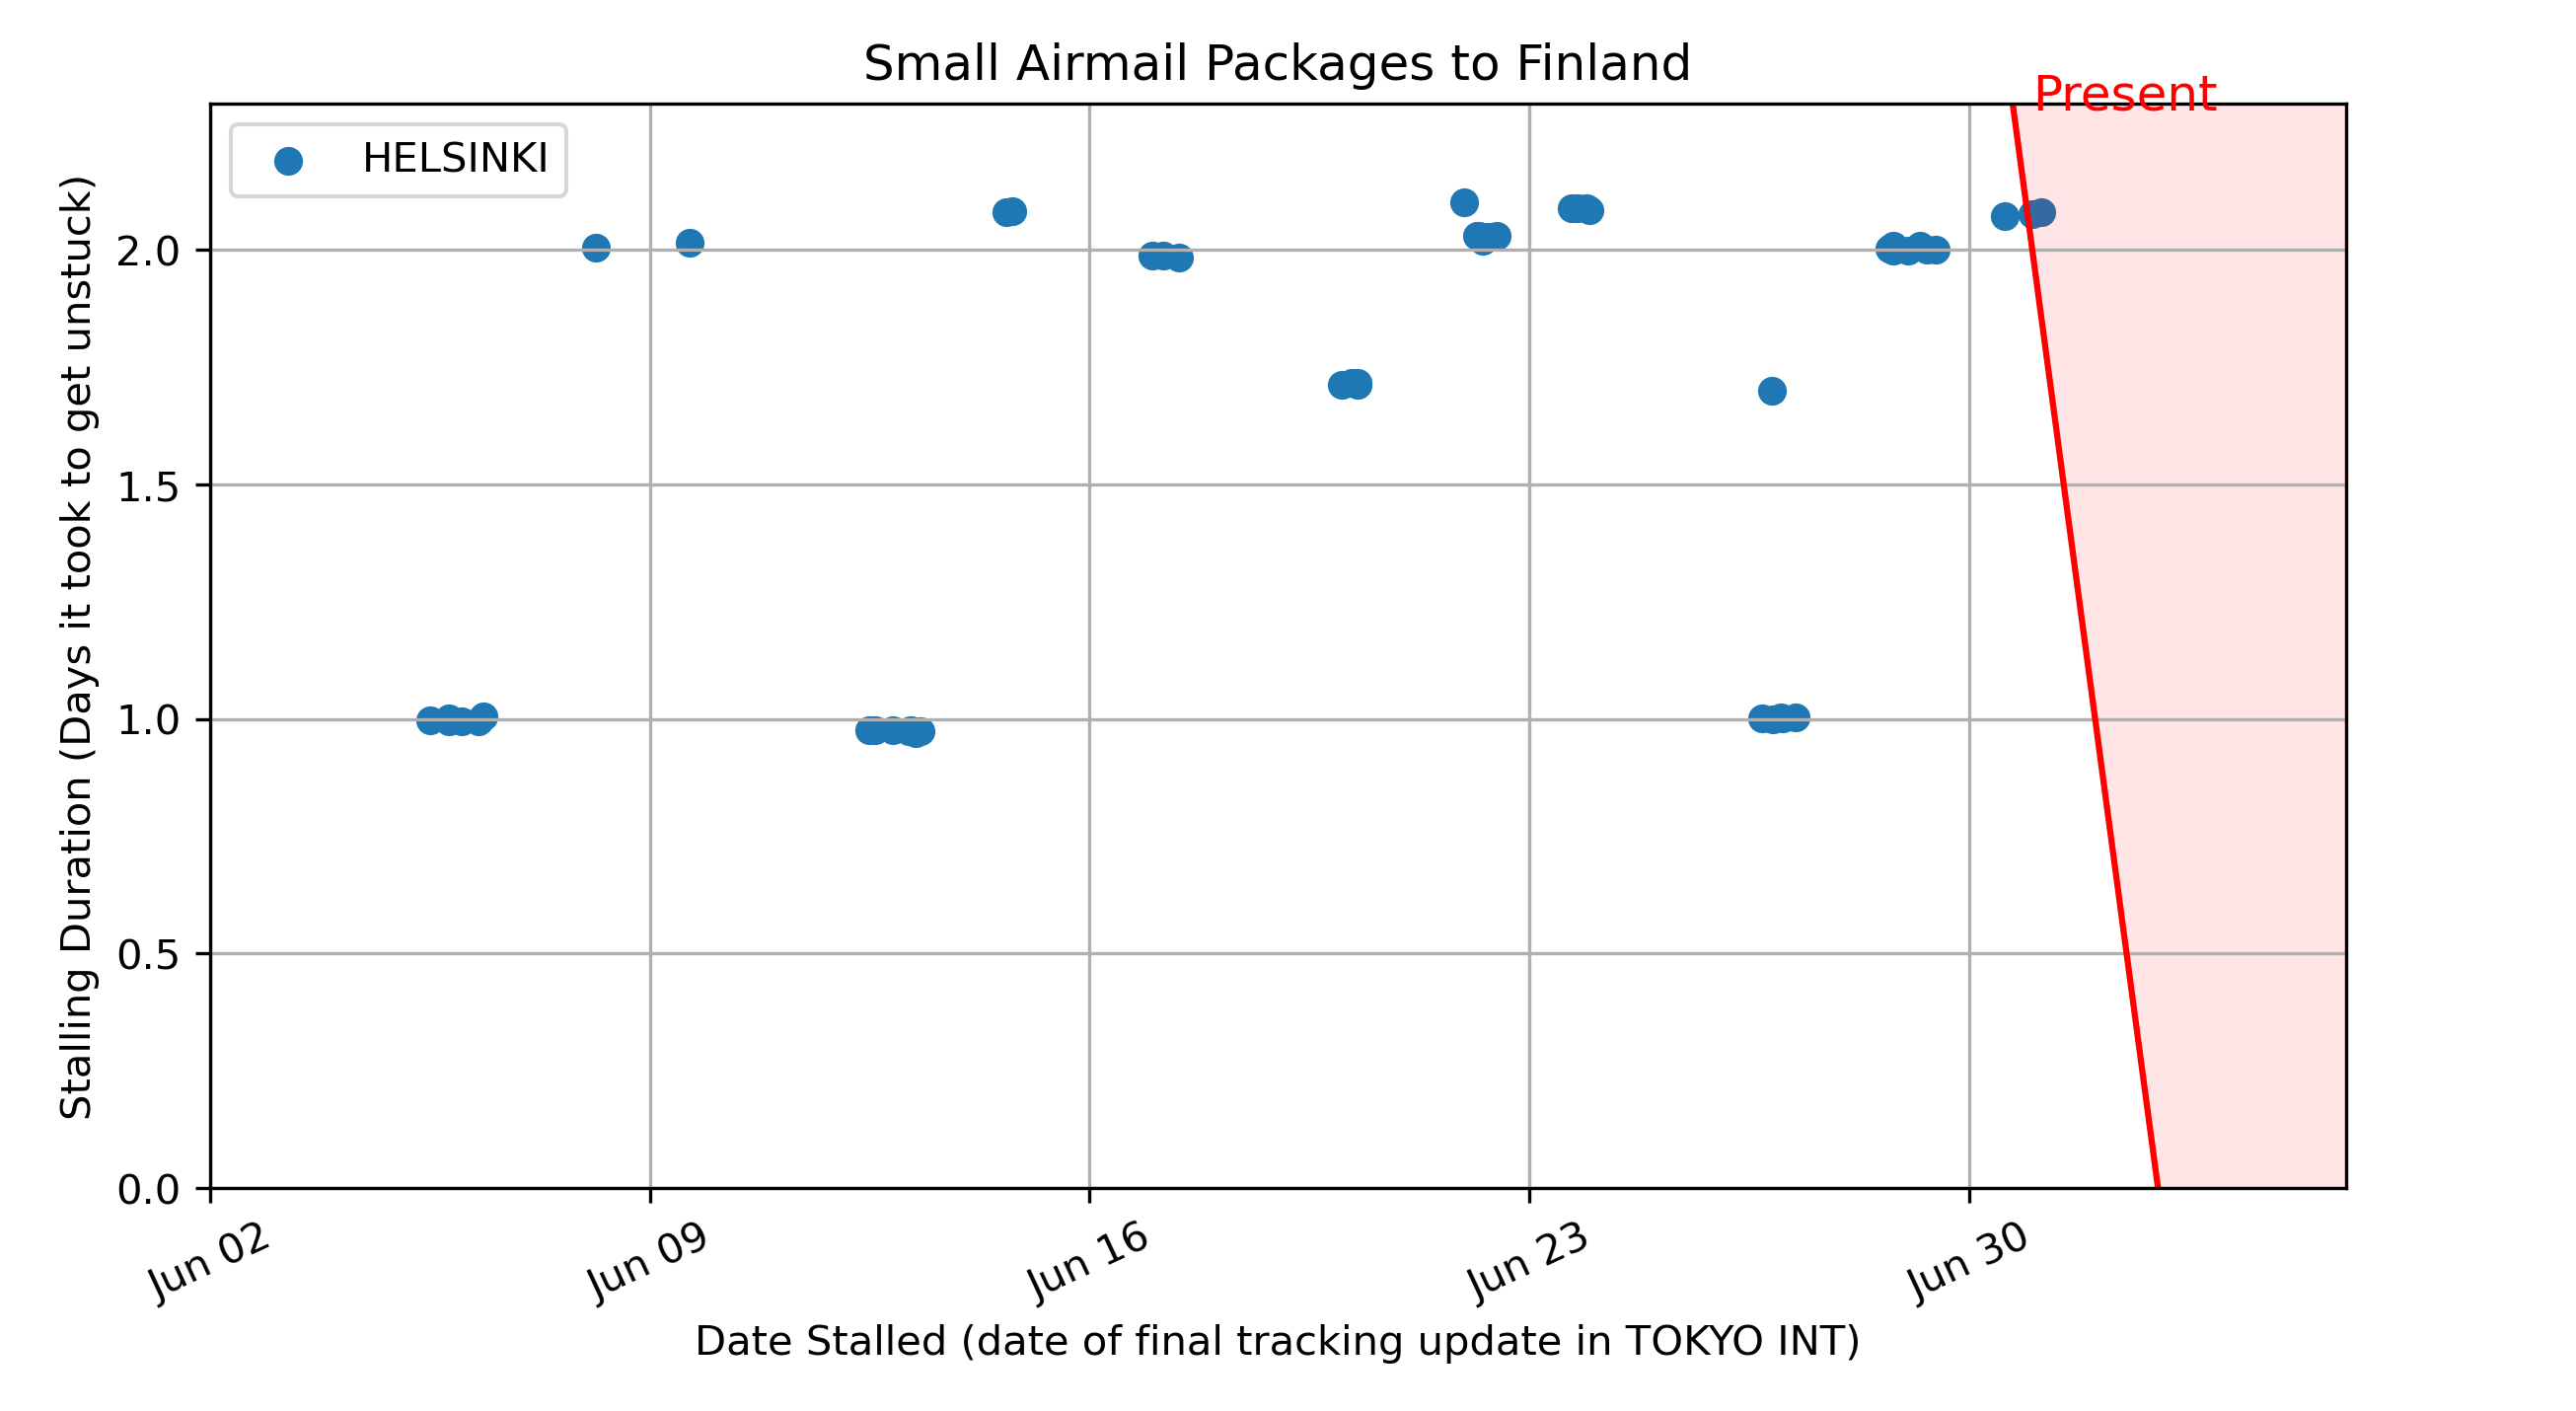 Small Airmail Packages to Finland
Present
HELSINKI
Stalling Duration (Days it took to get unstuck)
2.0
1.5
1.0
0.5
0.0
Jun 02
Jun 09
Jun 16
Jun 23
Jun 30
Date Stalled (date of final tracking update in TOKYO INT)